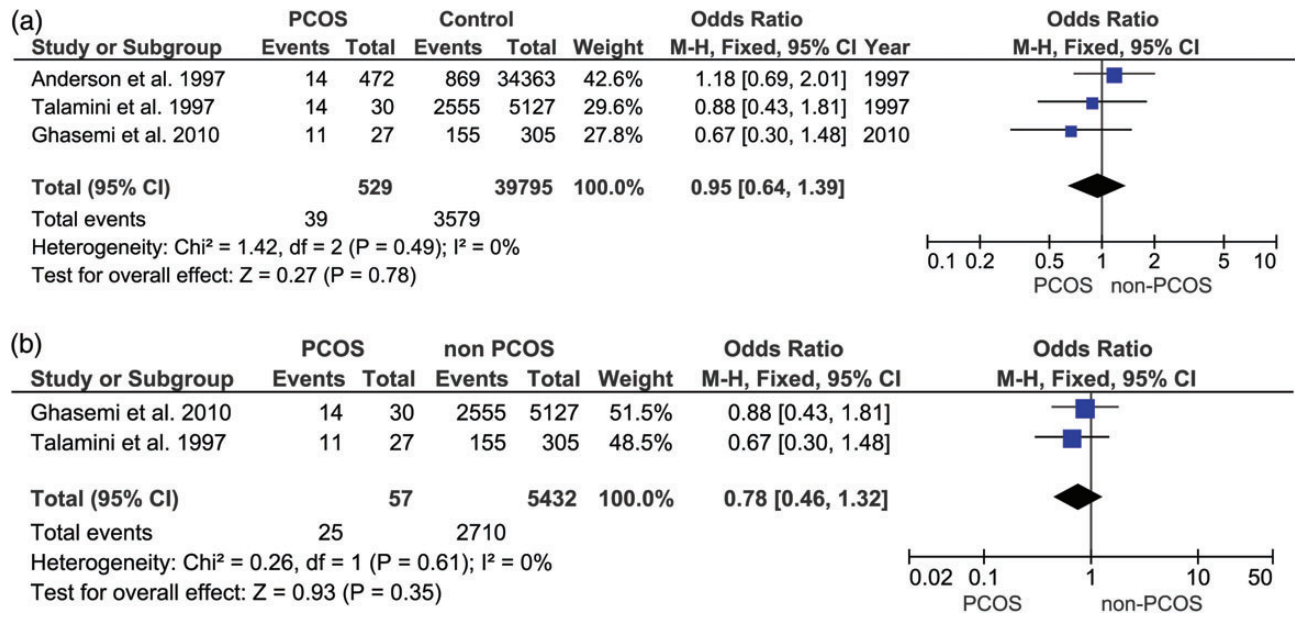 (a)
PCOS Control Odds Ratio Odds Ratio
Study or Subgroup Events Total Events Total Weight M-H, Fixed, 95% CI Year M-H, Fixed, 95% CI
Anderson et al. 1997 14 472 869 34363 42.6% 1.18 [0.69, 2.01] 1997
Talamini et al. 1997 14 30 2555 5127 29.6% 0.88 [0.43, 1.81] 1997
Ghasemi et al. 2010 11 27 155 305 27.8% 0.67 [0.30, 1.48] 2010
Total (95% CI) 529 39795 100.0% 0.95 [0.64, 1.39]
Total events 39 3579
Heterogeneity: Chi² = 1.42, df = 2 (P = 0.49); I² = 0%
Test for overall effect: Z = 0.27 (P = 0.78)
0.1 0.2 0.5 1 2 5 10
PCOS non-PCOS
(b)
PCOS non PCOS Odds Ratio Odds Ratio
Study or Subgroup Events Total Events Total Weight M-H, Fixed, 95% CI M-H, Fixed, 95% CI
Ghasemi et al. 2010 14 30 2555 5127 51.5% 0.88 [0.43, 1.81]
Talamini et al. 1997 11 27 155 305 48.5% 0.67 [0.30, 1.48]
Total (95% CI) 57 5432 100.0% 0.78 [0.46, 1.32]
Total events 25 2710
Heterogeneity: Chi² = 0.26, df = 1 (P = 0.61); I² = 0%
Test for overall effect: Z = 0.93 (P = 0.35)
0.02 0.1 1 10 50
PCOS non-PCOS